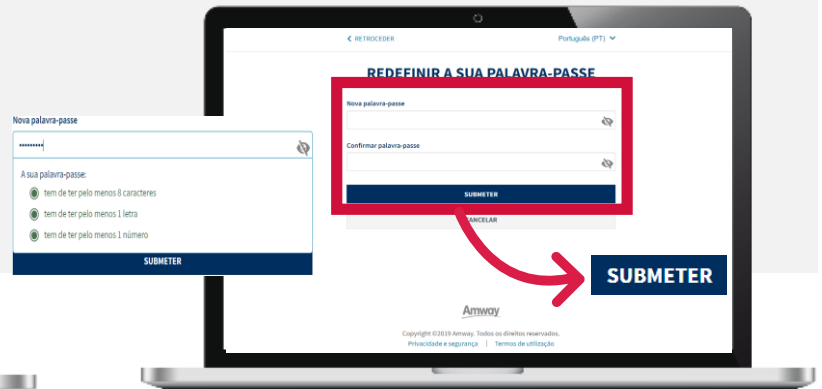 RETROCEDER
Português (PT)
REDEFINIR A SUA PALAVRA-PASSE
Nova palavra-passe
Confirmar palavra-passe
SUBMETER
CANCELAR
Nova palavra-passe
•••••••••
A sua palavra-passe:
tem de ter pelo menos 8 caracteres
tem de ter pelo menos 1 letra
tem de ter pelo menos 1 número
SUBMETER
SUBMETER
Amway
Copyright ©2019 Amway. Todos os direitos reservados.
Privacidade e segurança | Termos de utilização